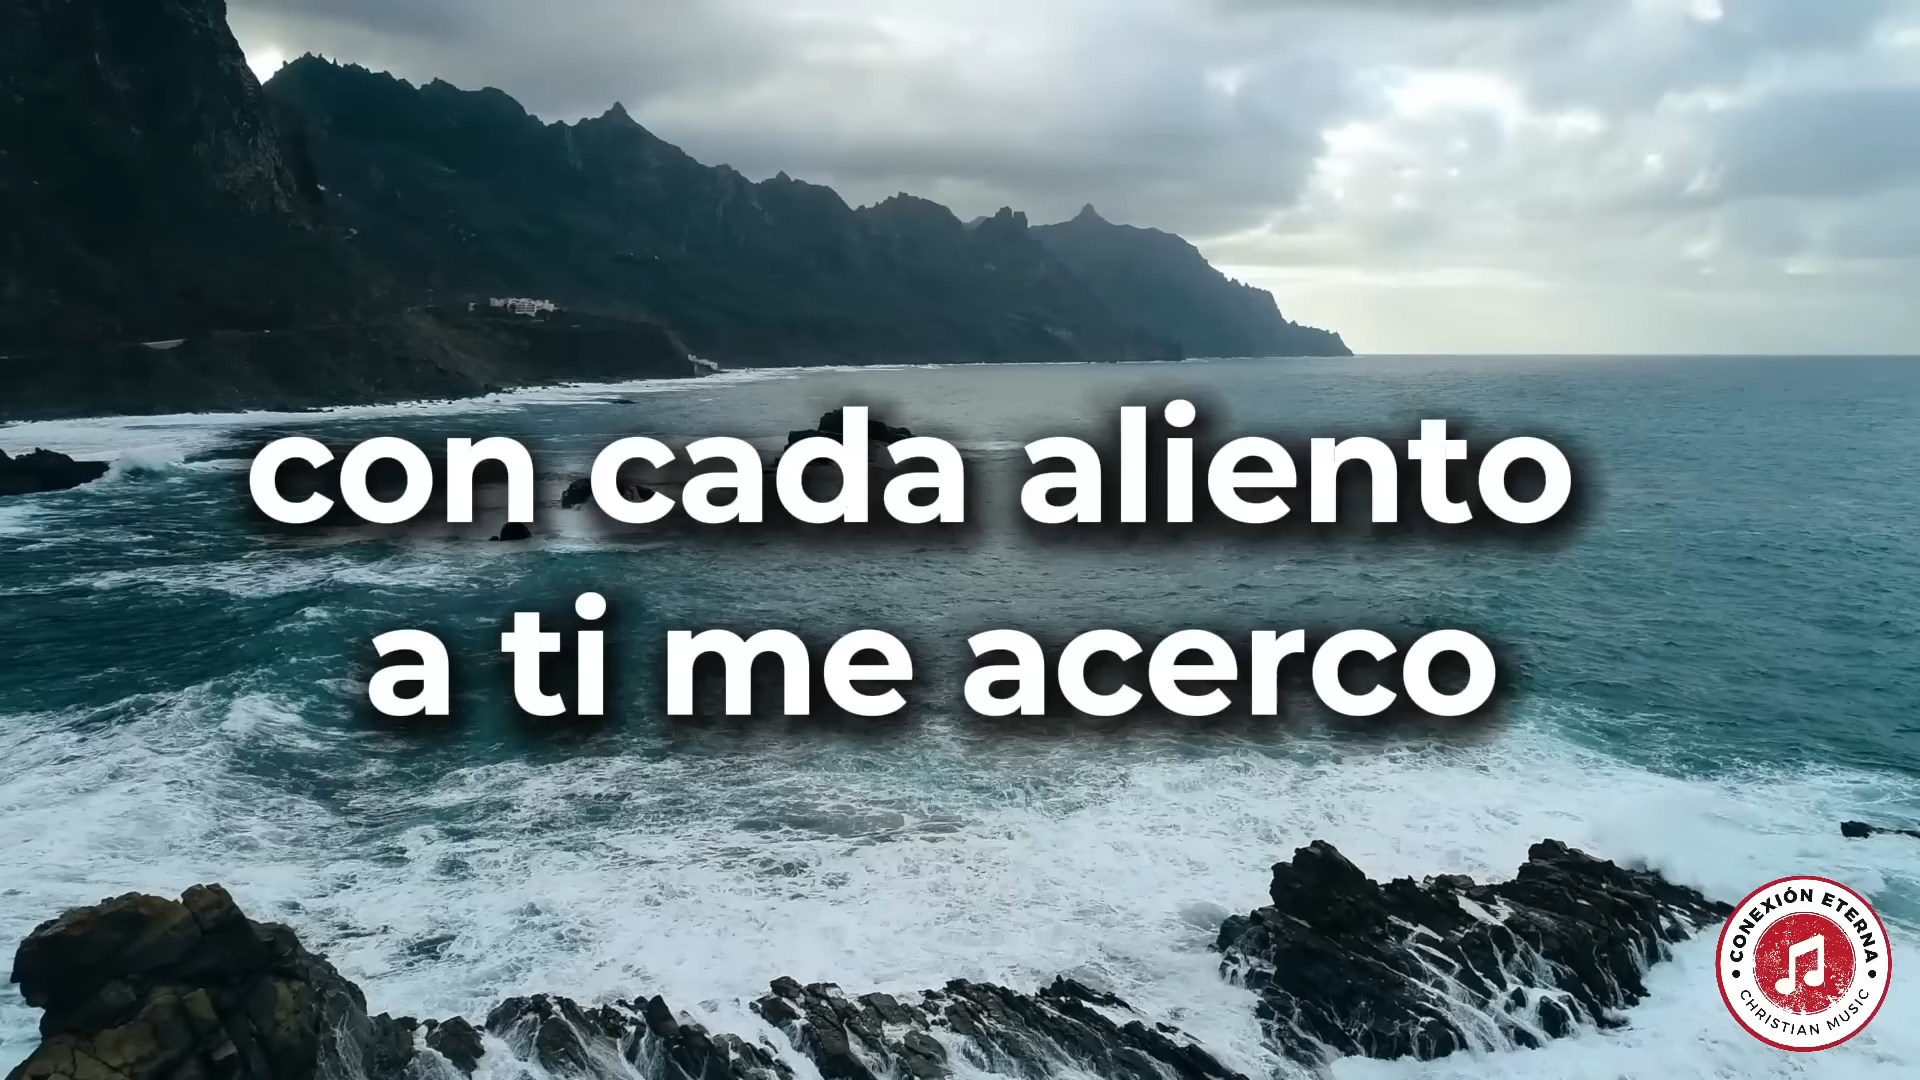 con cada aliento
a ti me acerco
CONEXIÓN ETERNA
CHRISTIAN MUSIC